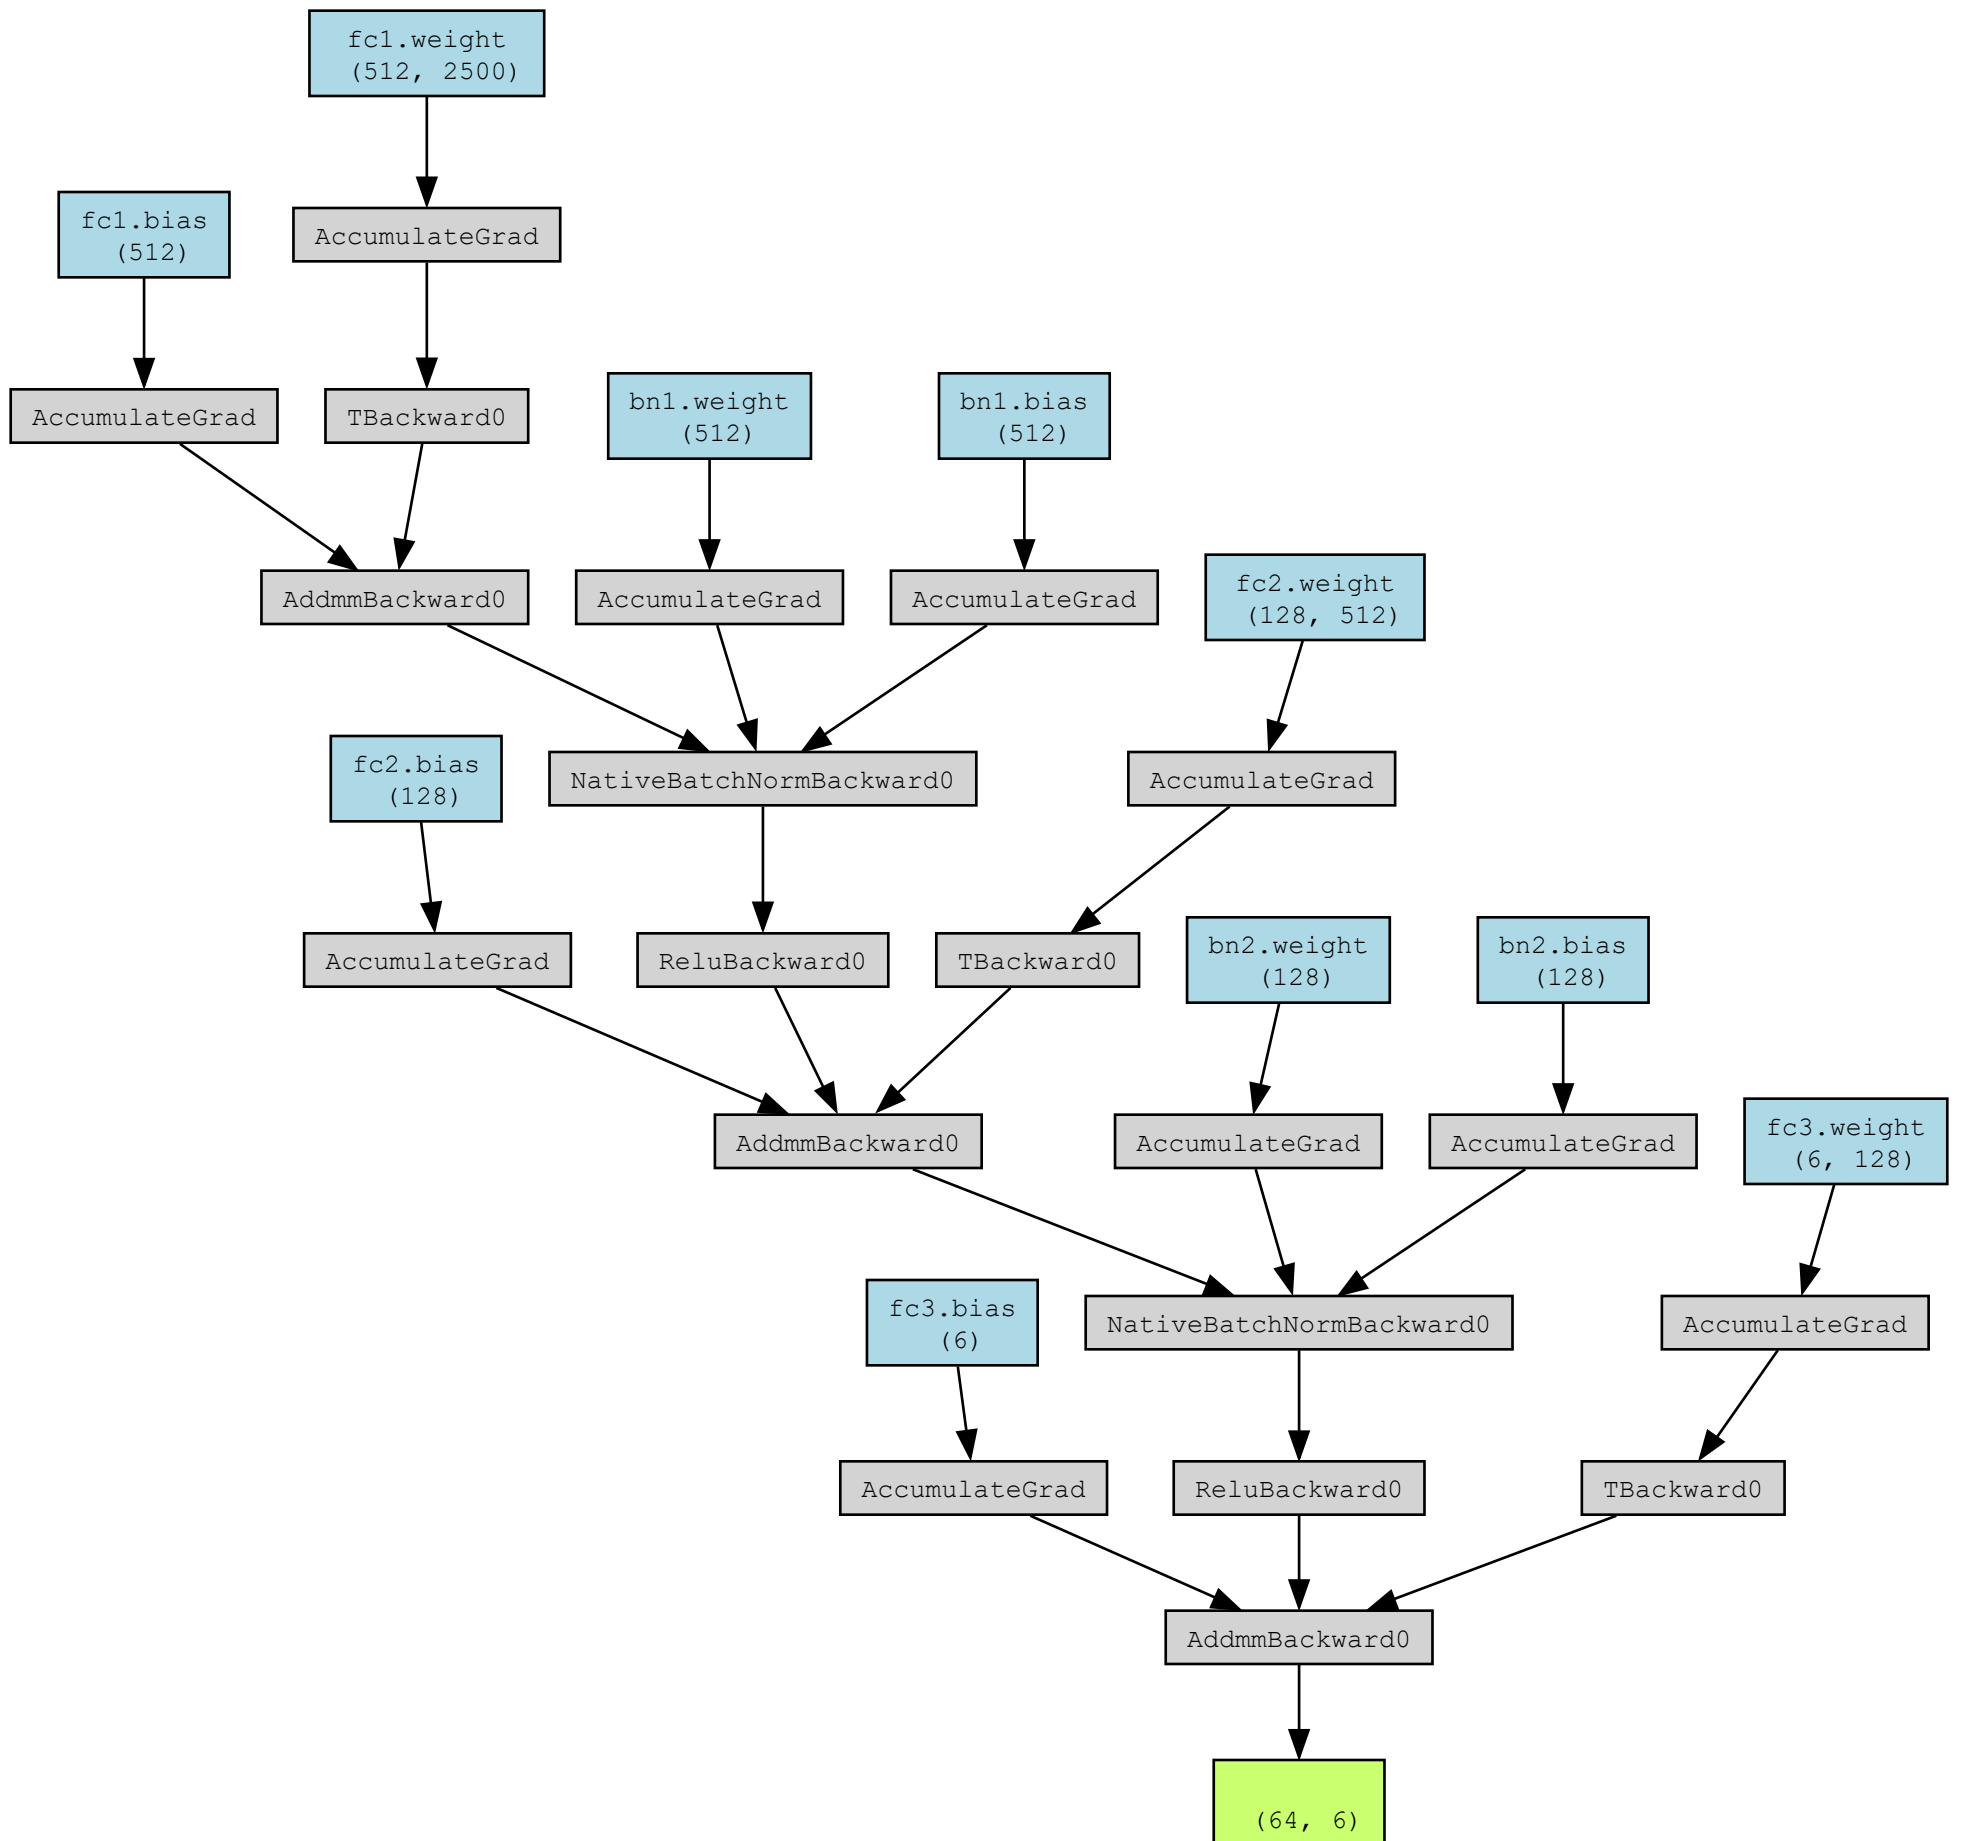 fc1.weight
(512, 2500)
fc1.bias
(512)
AccumulateGrad
AccumulateGrad
TBackward0
bn1.weight
(512)
bn1.bias
(512)
AddmmBackward0
AccumulateGrad
AccumulateGrad
fc2.weight
(128, 512)
fc2.bias
(128)
NativeBatchNormBackward0
AccumulateGrad
AccumulateGrad
ReluBackward0
TBackward0
bn2.weight
(128)
bn2.bias
(128)
AddmmBackward0
AccumulateGrad
AccumulateGrad
fc3.weight
(6, 128)
fc3.bias
(6)
NativeBatchNormBackward0
AccumulateGrad
AccumulateGrad
ReluBackward0
TBackward0
AddmmBackward0
(64, 6)